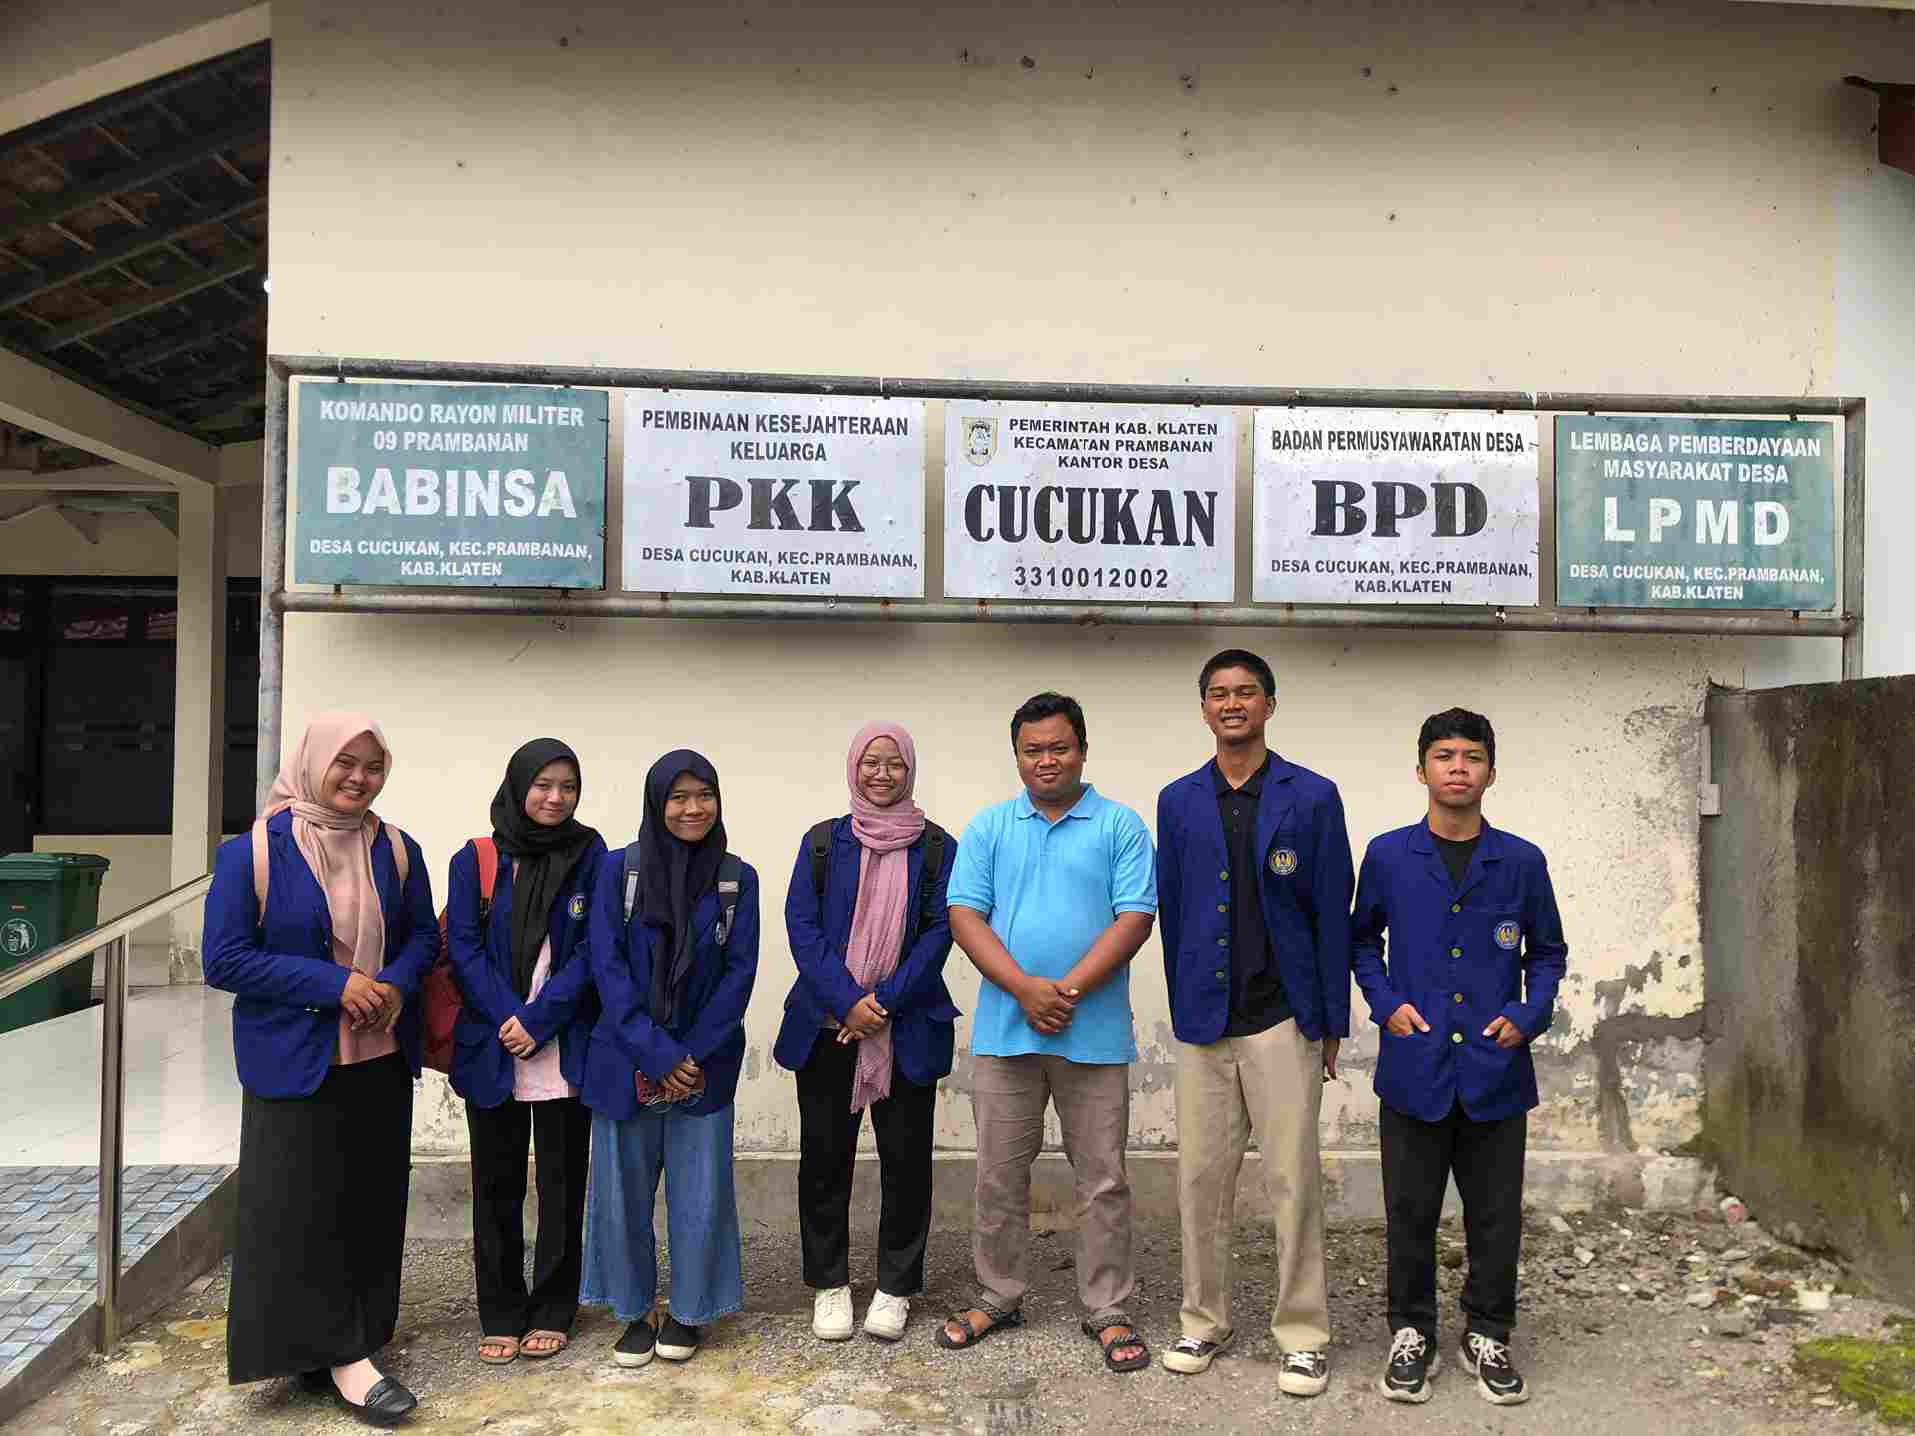 KOMANDO RAYON MILITER
09 PRAMBANAN
BABINSA
DESA CUCUKAN, KEC.PRAMBANAN,
KAB.KLATEN
PEMBINAAN KESEJAHTERAAN
KELUARGA
PKK
DESA CUCUKAN, KEC.PRAMBANAN,
KAB.KLATEN
PEMERINTAH KAB. KLATEN
KECAMATAN PRAMBANAN
KANTOR DESA
CUCUKAN
3310012002
BADAN PERMUSYAWARATAN DESA
BPD
DESA CUCUKAN, KEC.PRAMBANAN,
KAB.KLATEN
LEMBAGA PEMBERDAYAAN
MASYARAKAT DESA
LPMD
DESA CUCUKAN, KEC.PRAMBANAN,
KAB.KLATEN